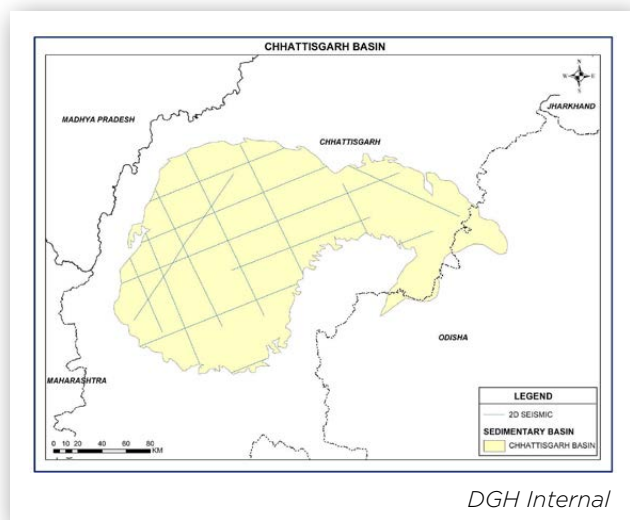 CHHATTISGARH BASIN
N
W E
S
MADHYA PRADESH
JHARKHAND
CHHATTISGARH
ODISHA
MAHARASHTRA
LEGEND
2D SEISMIC
SEDIMENTARY BASIN
CHHATTISGARH BASIN
0 10 20 40 60 80
KM
DGH Internal